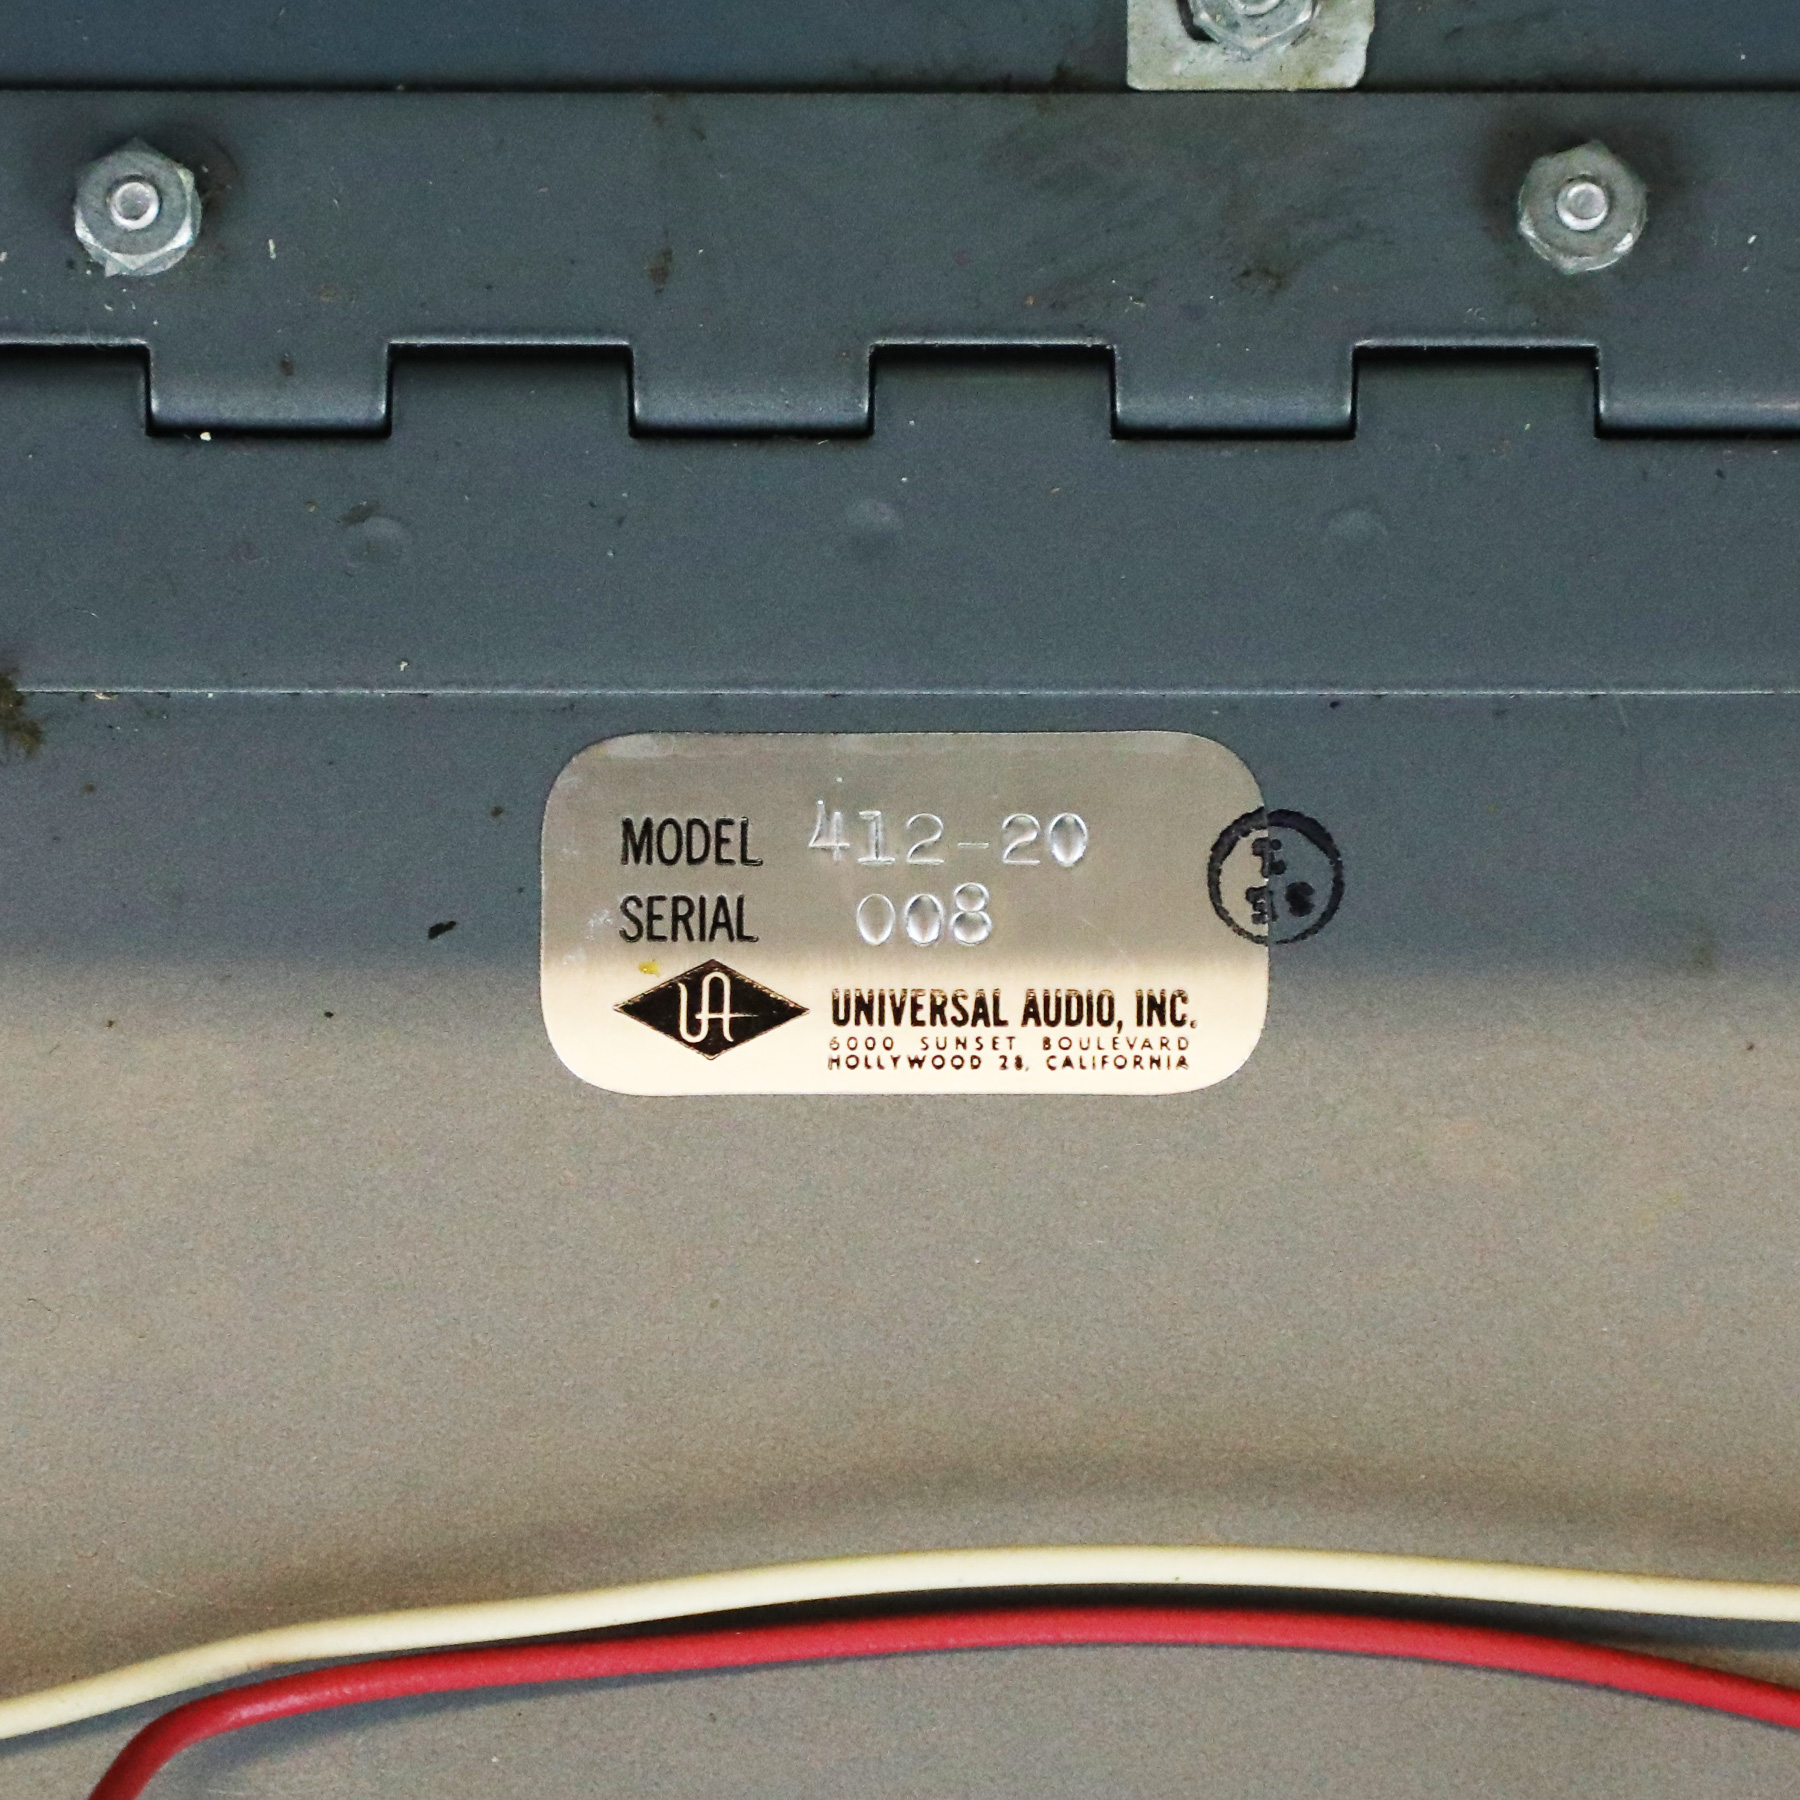 MODEL 412-20
SERIAL 008
UA UNIVERSAL AUDIO, INC.
6000 SUNSET BOULEVARD
HOLLYWOOD 28, CALIFORNIA